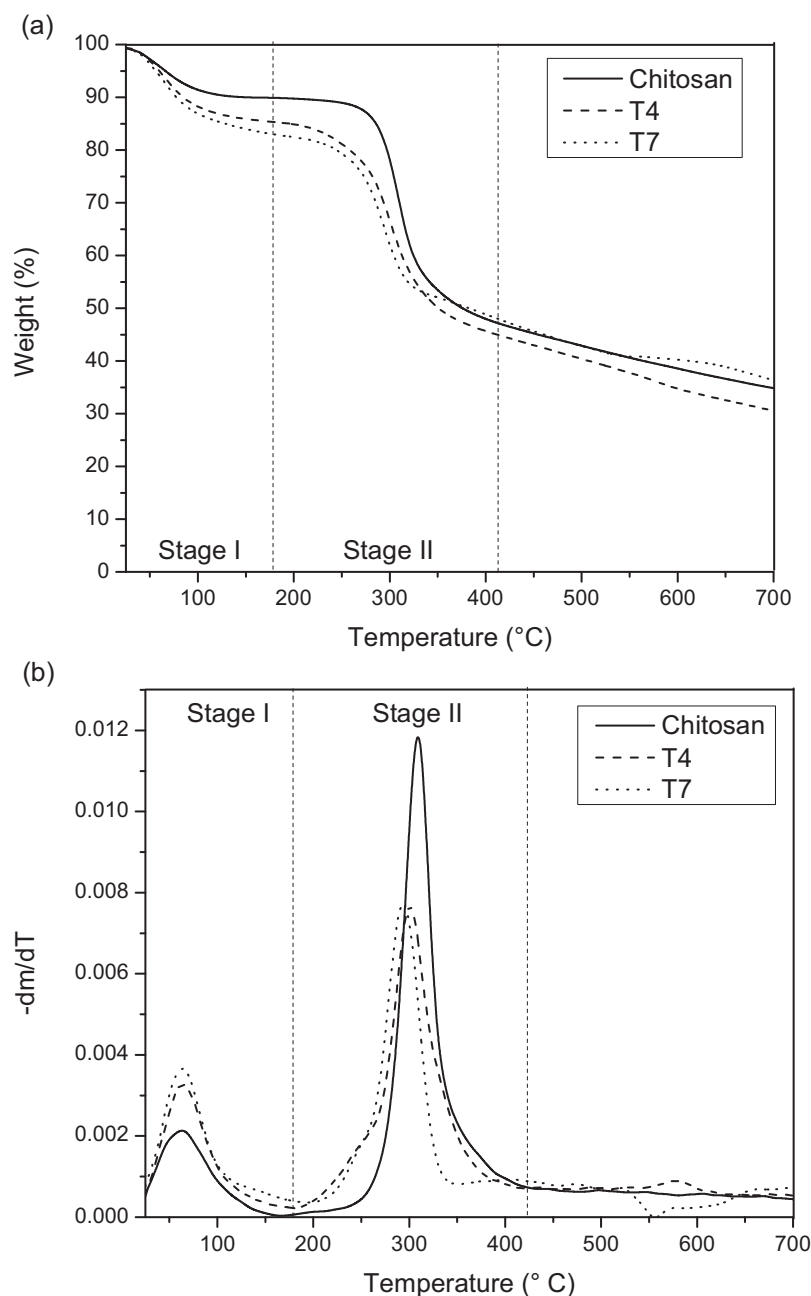 (a)
100
90
80
70
60
50
40
30
20
10
0
Weight (%)
Chitosan
T4
T7
Stage I Stage II
100 200 300 400 500 600 700
Temperature (°C)
(b)
0.012
0.010
0.008
0.006
0.004
0.002
0.000
-dm/dT
Stage I Stage II
Chitosan
T4
T7
100 200 300 400 500 600 700
Temperature (° C)